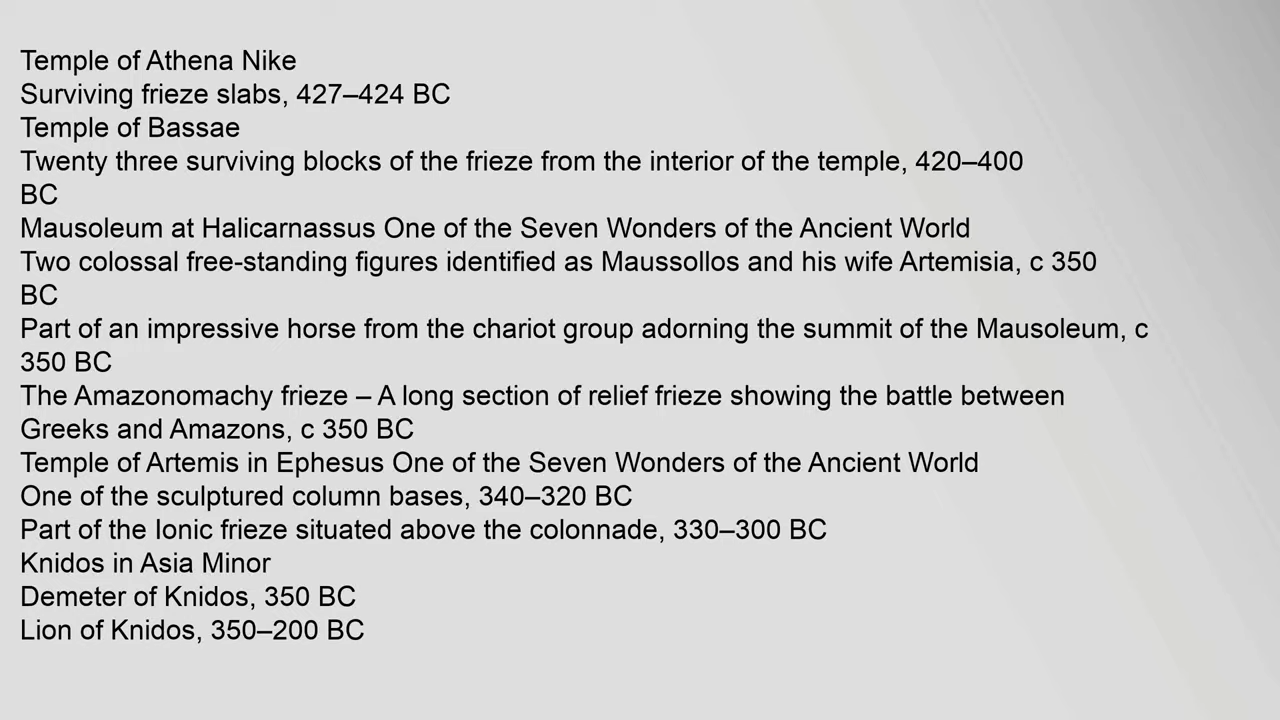 Temple of Athena Nike
Surviving frieze slabs, 427–424 BC
Temple of Bassae
Twenty three surviving blocks of the frieze from the interior of the temple, 420–400
BC
Mausoleum at Halicarnassus One of the Seven Wonders of the Ancient World
Two colossal free-standing figures identified as Maussollos and his wife Artemisia, c 350
BC
Part of an impressive horse from the chariot group adorning the summit of the Mausoleum, c
350 BC
The Amazonomachy frieze – A long section of relief frieze showing the battle between
Greeks and Amazons, c 350 BC
Temple of Artemis in Ephesus One of the Seven Wonders of the Ancient World
One of the sculptured column bases, 340–320 BC
Part of the Ionic frieze situated above the colonnade, 330–300 BC
Knidos in Asia Minor
Demeter of Knidos, 350 BC
Lion of Knidos, 350–200 BC